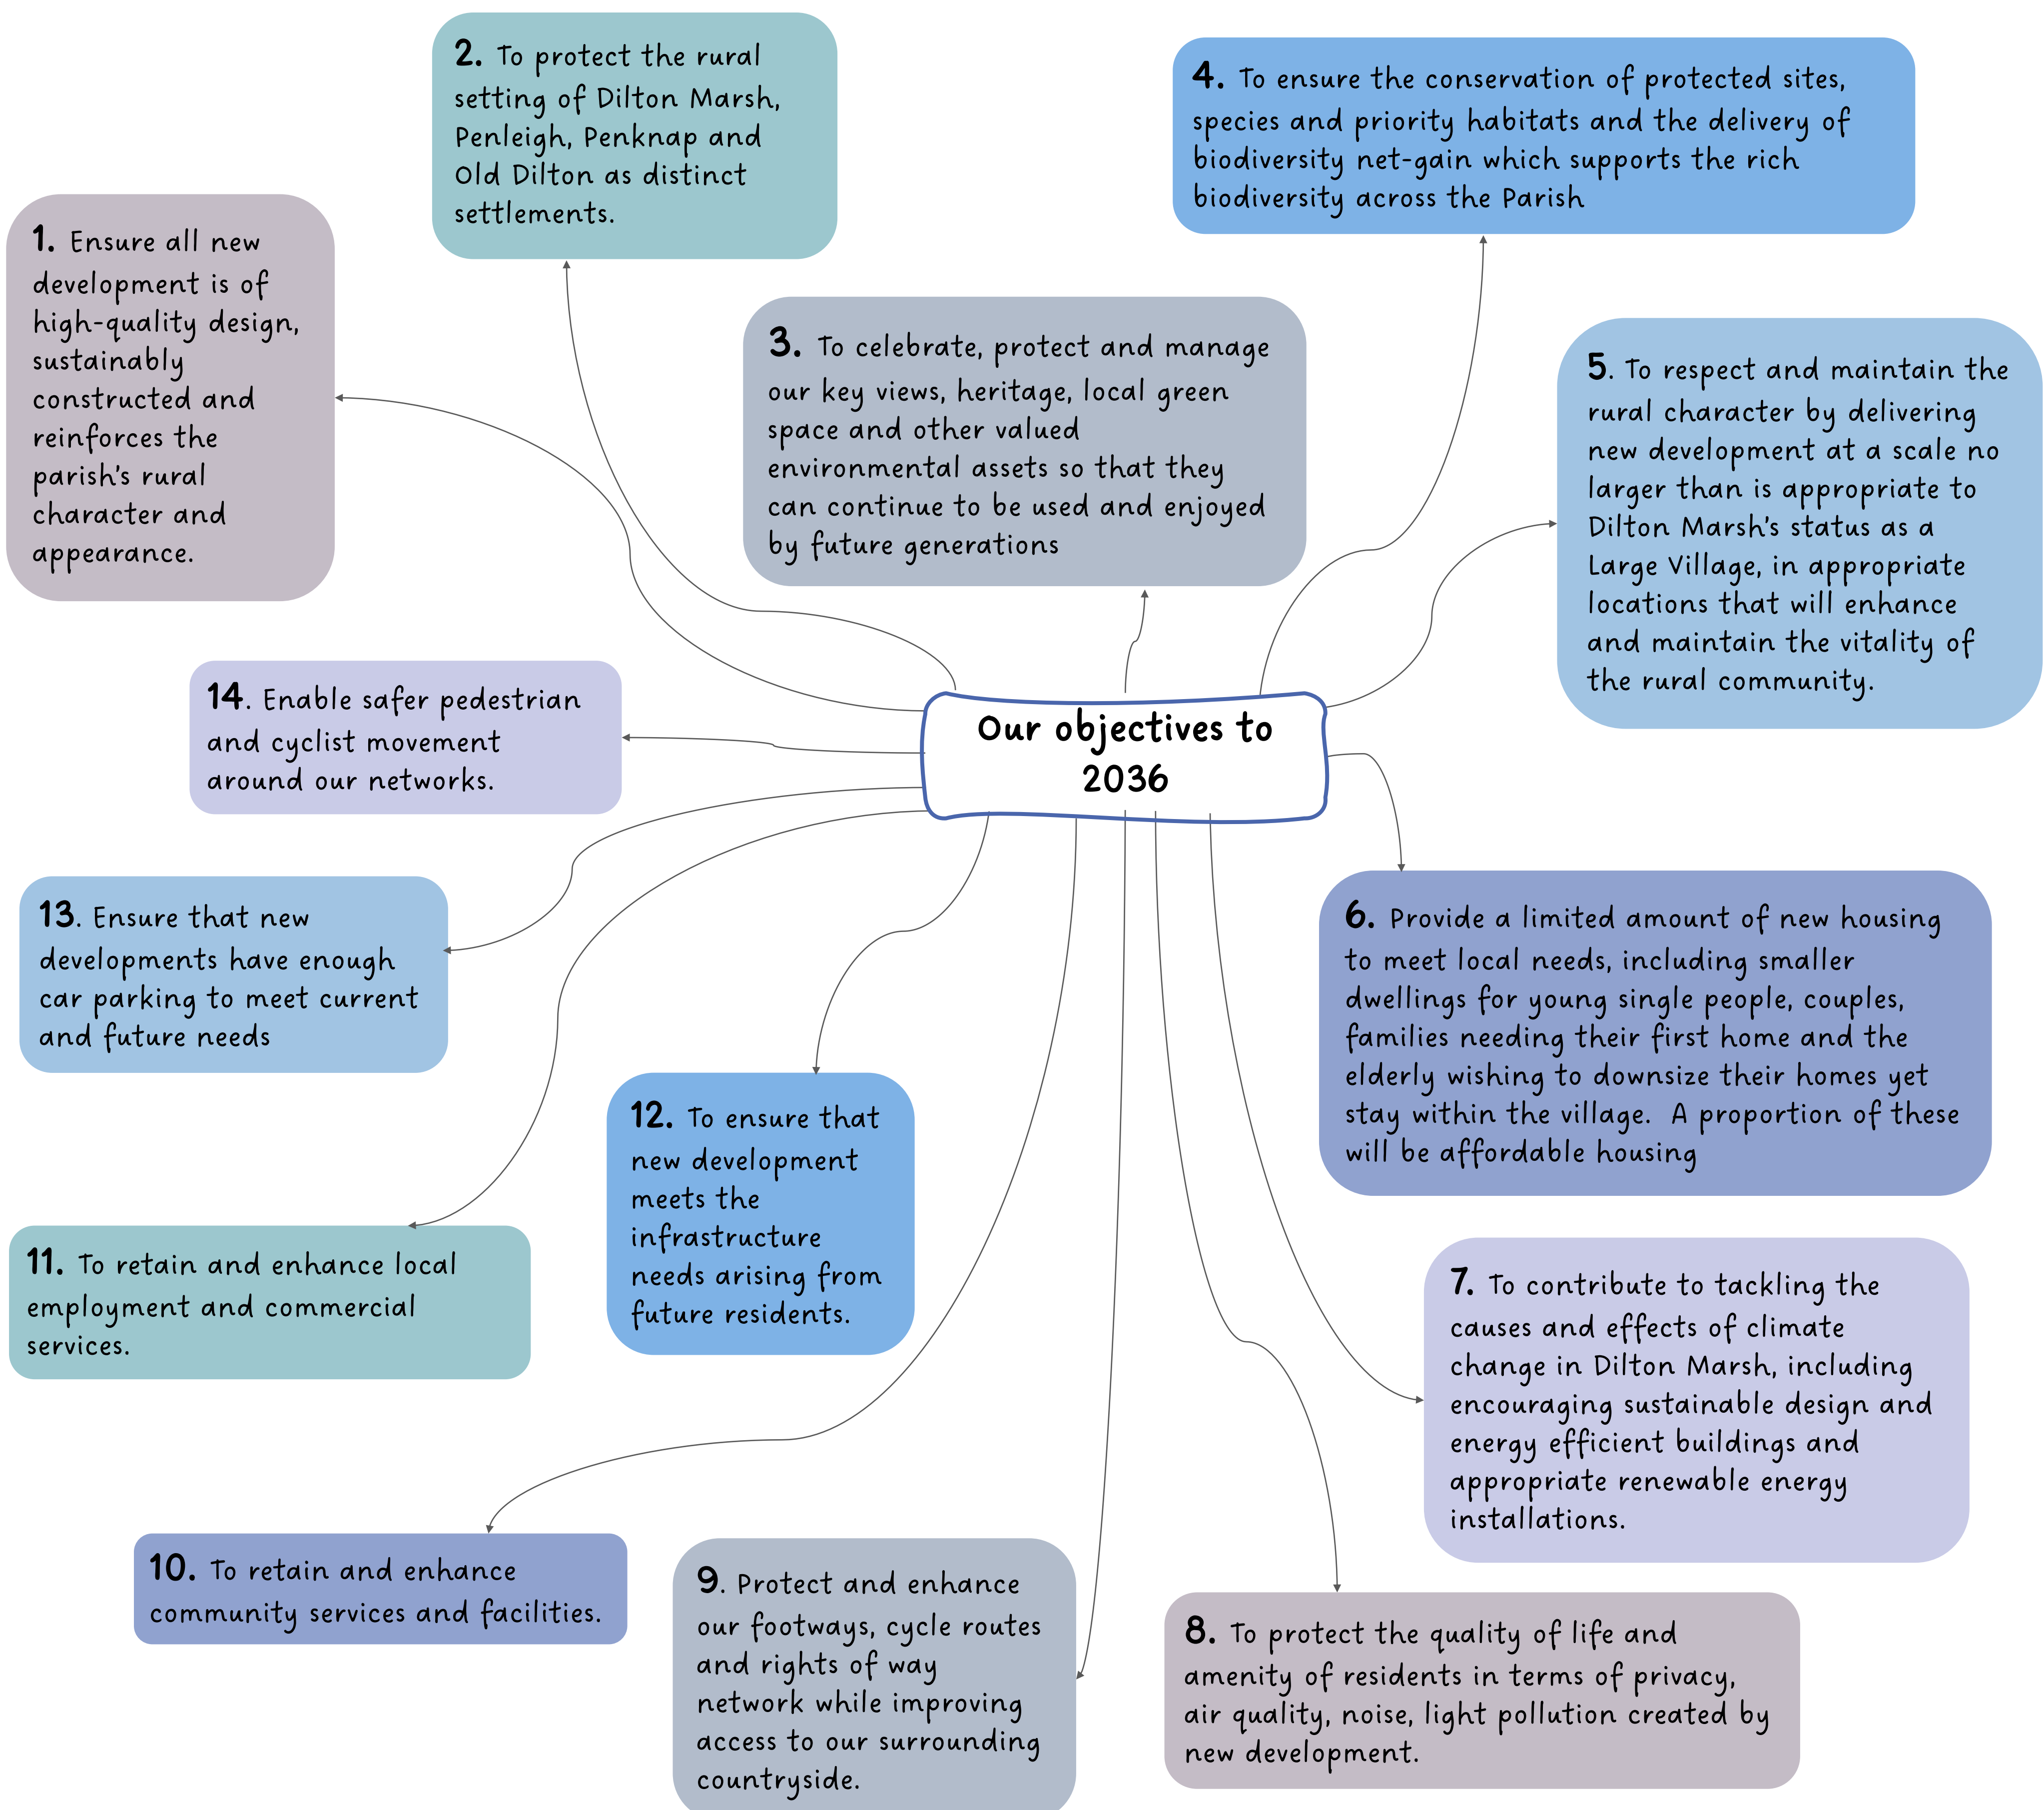 Our objectives to
2036
1. Ensure all new
development is of
high-quality design,
sustainably
constructed and
reinforces the
parish's rural
character and
appearance.
2. To protect the rural
setting of Dilton Marsh,
Penleigh, Penknap and
Old Dilton as distinct
settlements.
3. To celebrate, protect and manage
our key views, heritage, local green
space and other valued
environmental assets so that they
can continue to be used and enjoyed
by future generations
4. To ensure the conservation of protected sites,
species and priority habitats and the delivery of
biodiversity net-gain which supports the rich
biodiversity across the Parish
5. To respect and maintain the
rural character by delivering
new development at a scale no
larger than is appropriate to
Dilton Marsh's status as a
Large Village, in appropriate
locations that will enhance
and maintain the vitality of
the rural community.
6. Provide a limited amount of new housing
to meet local needs, including smaller
dwellings for young single people, couples,
families needing their first home and the
elderly wishing to downsize their homes yet
stay within the village. A proportion of these
will be affordable housing
7. To contribute to tackling the
causes and effects of climate
change in Dilton Marsh, including
encouraging sustainable design and
energy efficient buildings and
appropriate renewable energy
installations.
8. To protect the quality of life and
amenity of residents in terms of privacy,
air quality, noise, light pollution created by
new development.
9. Protect and enhance
our footways, cycle routes
and rights of way
network while improving
access to our surrounding
countryside.
10. To retain and enhance
community services and facilities.
11. To retain and enhance local
employment and commercial
services.
12. To ensure that
new development
meets the
infrastructure
needs arising from
future residents.
13. Ensure that new
developments have enough
car parking to meet current
and future needs
14. Enable safer pedestrian
and cyclist movement
around our networks.